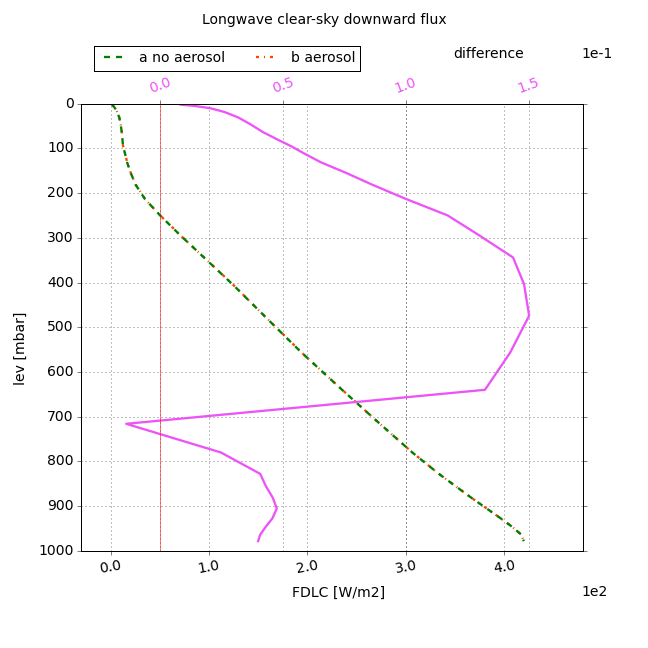 Longwave clear-sky downward flux
a no aerosol b aerosol difference 1e-1
0.0 0.5 1.0 1.5
0
100
200
300
400
500
600
700
800
900
1000
lev [mbar]
0.0 1.0 2.0 3.0 4.0
FDLC [W/m2] 1e2